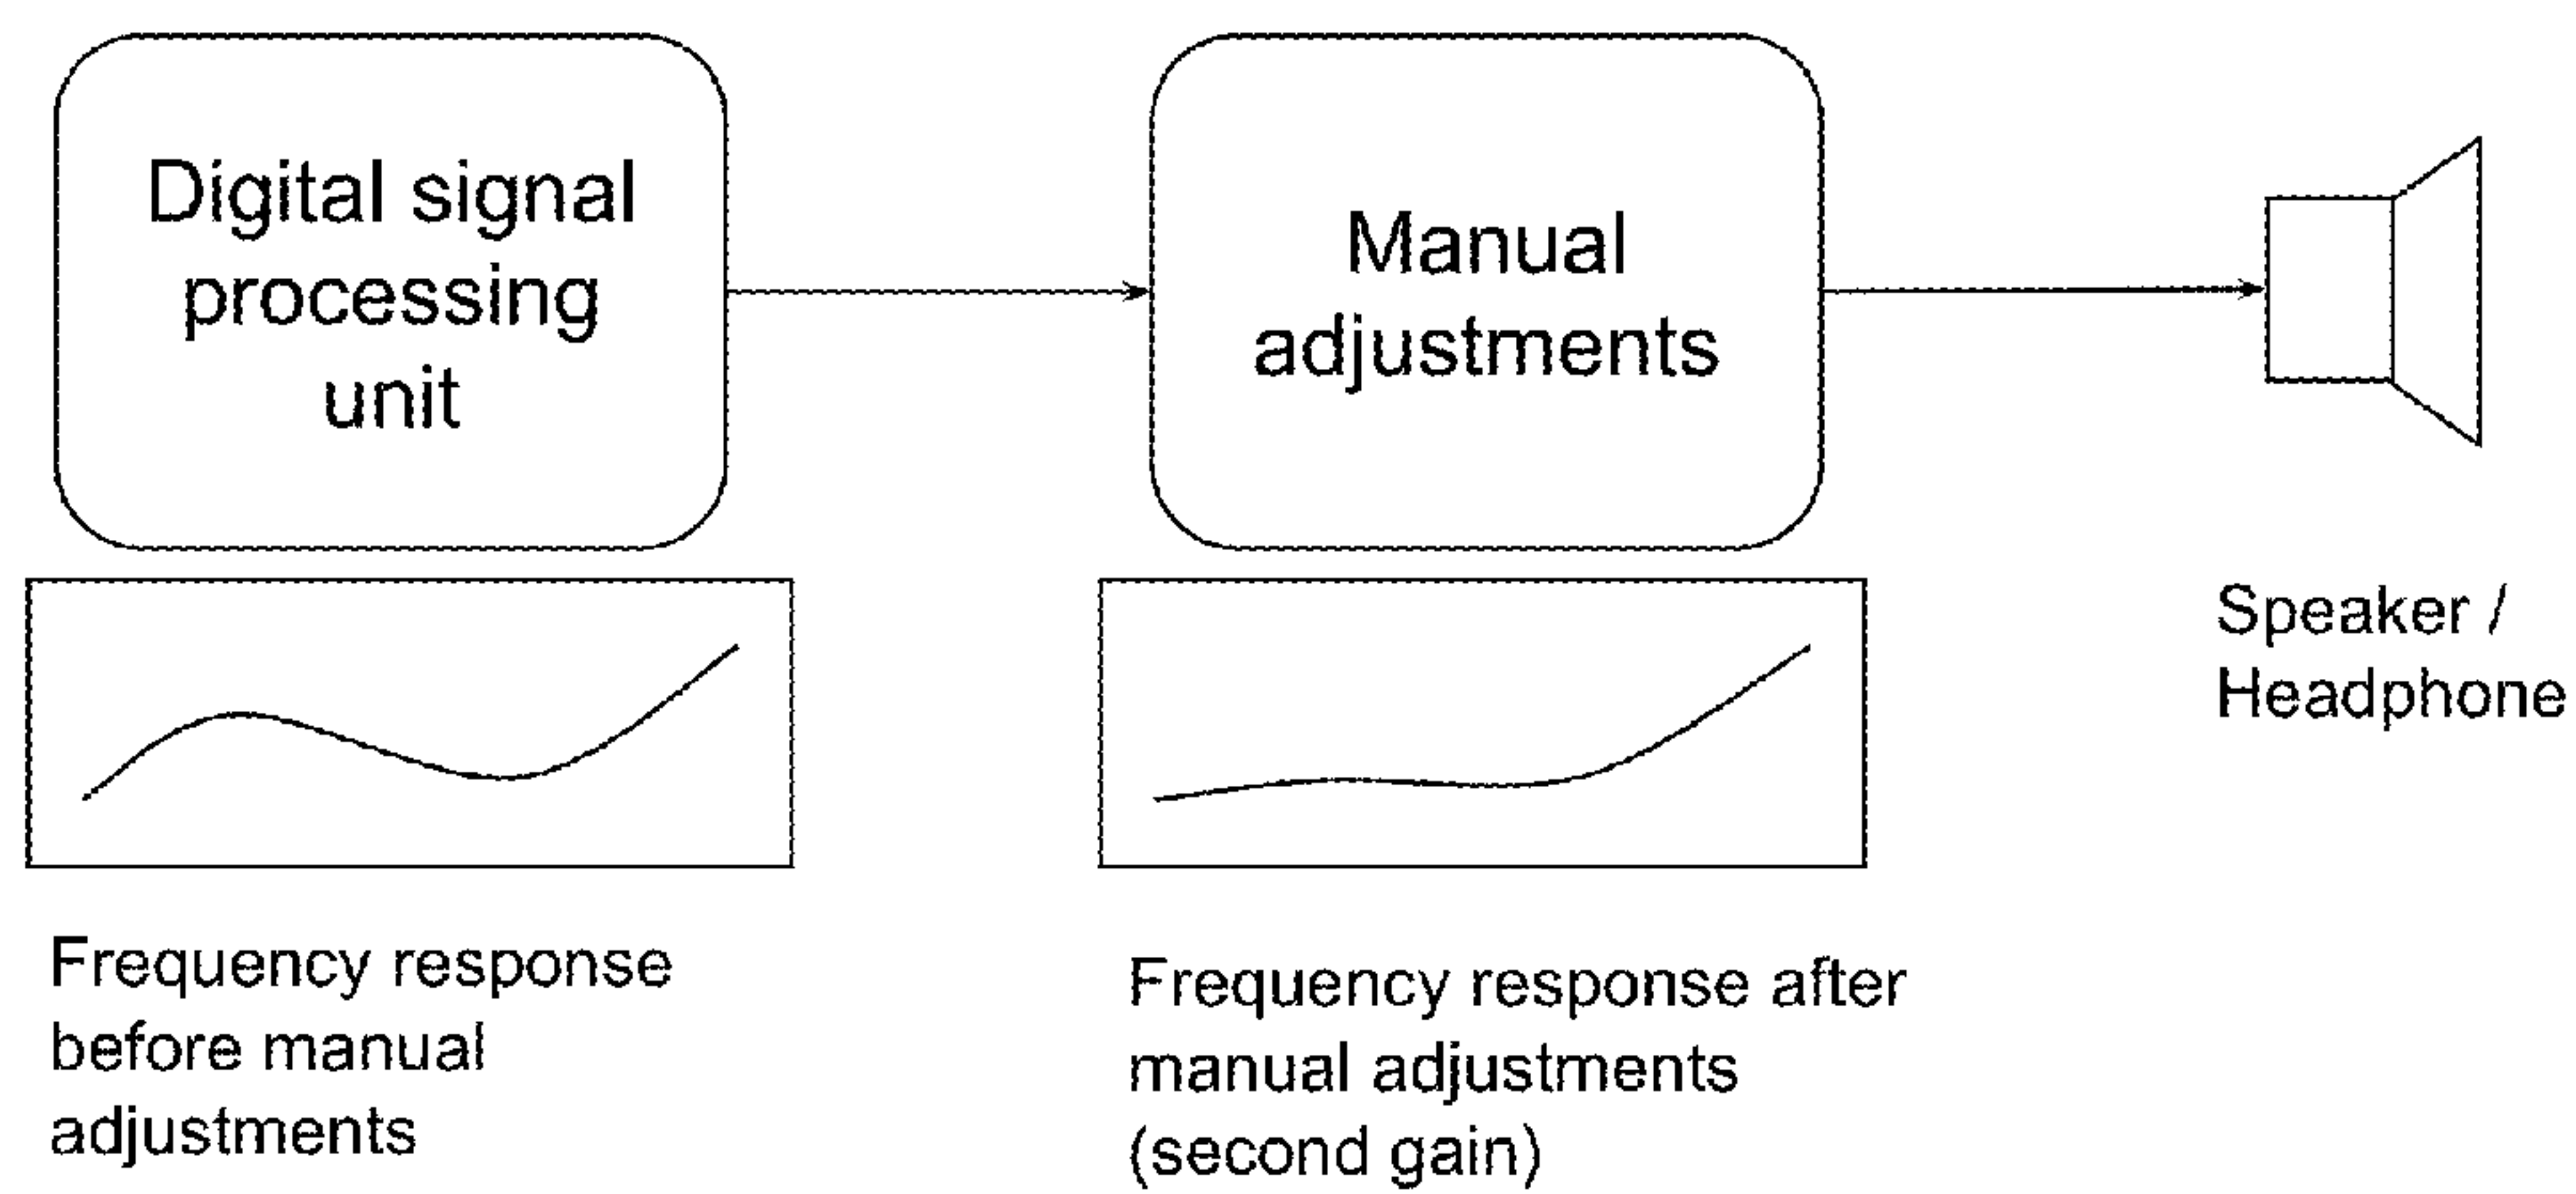 Digital signal
processing
unit
Manual
adjustments
Speaker /
Headphone
Frequency response
before manual
adjustments
Frequency response after
manual adjustments
(second gain)